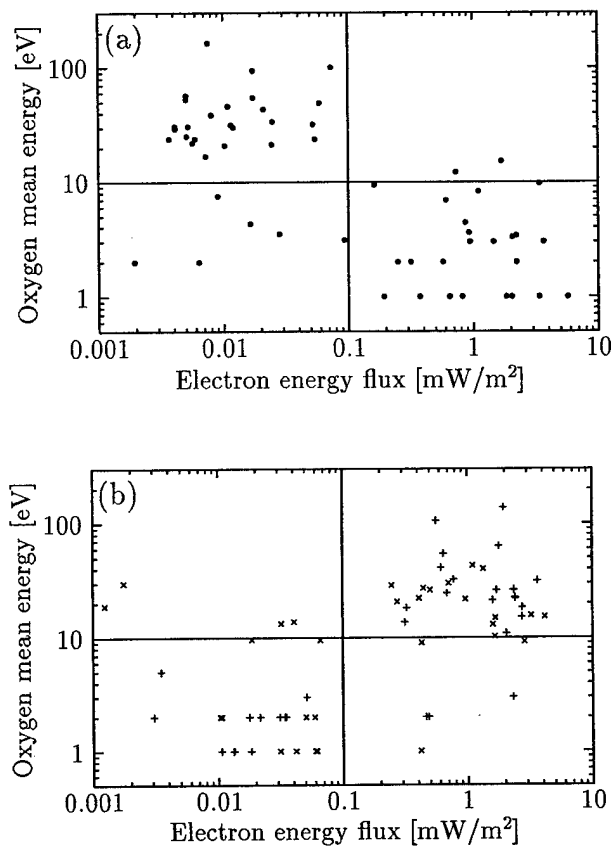 (a)
Oxygen mean energy [eV]
100
10
1
0.001 0.01 0.1 1 10
Electron energy flux [mW/m²]
(b)
Oxygen mean energy [eV]
100
10
1
0.001 0.01 0.1 1 10
Electron energy flux [mW/m²]